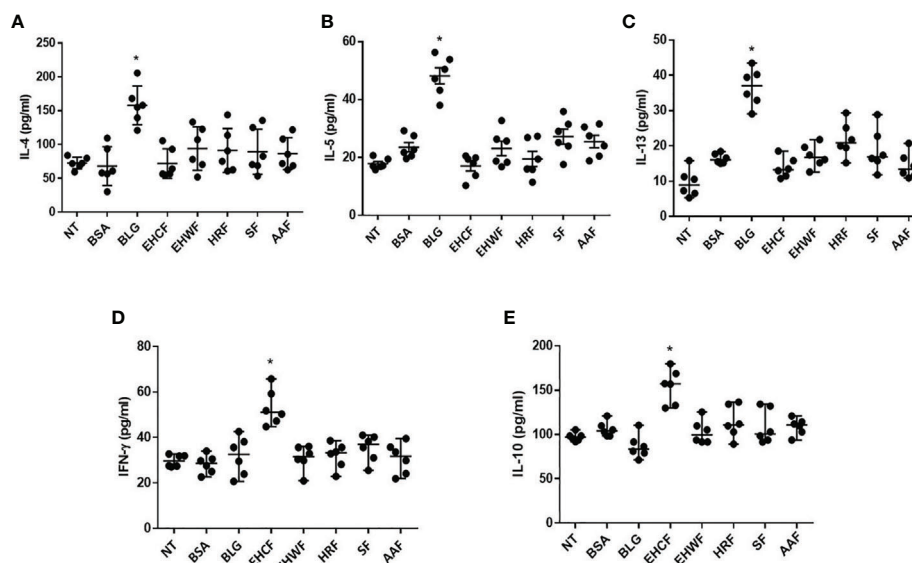 A
IL-4 (pg/ml)
250
200
150
100
50
0
*
NT BSA BLG EHCF EHWF HRF SF AAF
B
IL-5 (pg/ml)
60
40
20
0
*
NT BSA BLG EHCF EHWF HRF SF AAF
C
IL-13 (pg/ml)
50
40
30
20
10
0
*
NT BSA BLG EHCF EHWF HRF SF AAF
D
IFN-γ (pg/ml)
80
60
40
20
0
*
NT BSA BLG EHCF EHWF HRF SF AAF
E
IL-10 (pg/ml)
200
150
100
50
0
*
NT BSA BLG EHCF EHWF HRF SF AAF